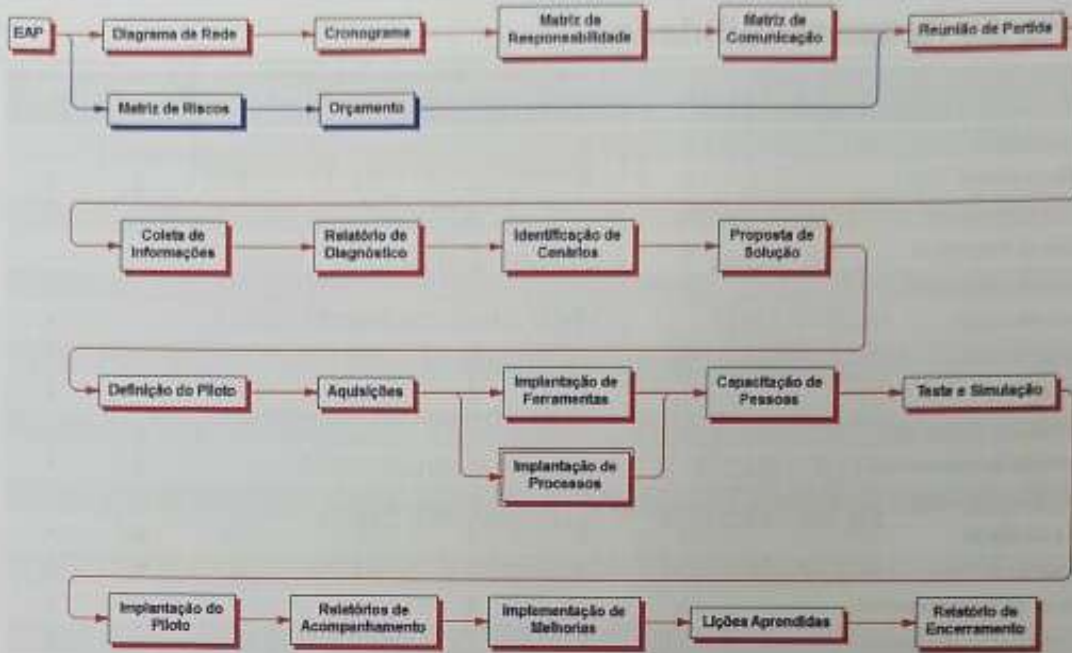 EAP
Diagrama de Rede
Cronograma
Matriz de
Responsabilidade
Matriz de
Comunicação
Reunião de Partida
Matriz de Riscos
Orçamento
Coleta de
Informações
Relatório de
Diagnóstico
Identificação de
Cenários
Proposta de
Solução
Definição do Piloto
Aquisições
Implantação de
Ferramentas
Capacitação de
Pessoas
Teste e Simulação
Implantação de
Processos
Implantação do
Piloto
Relatórios de
Acompanhamento
Implementação de
Melhorias
Lições Aprendidas
Relatório de
Encerramento